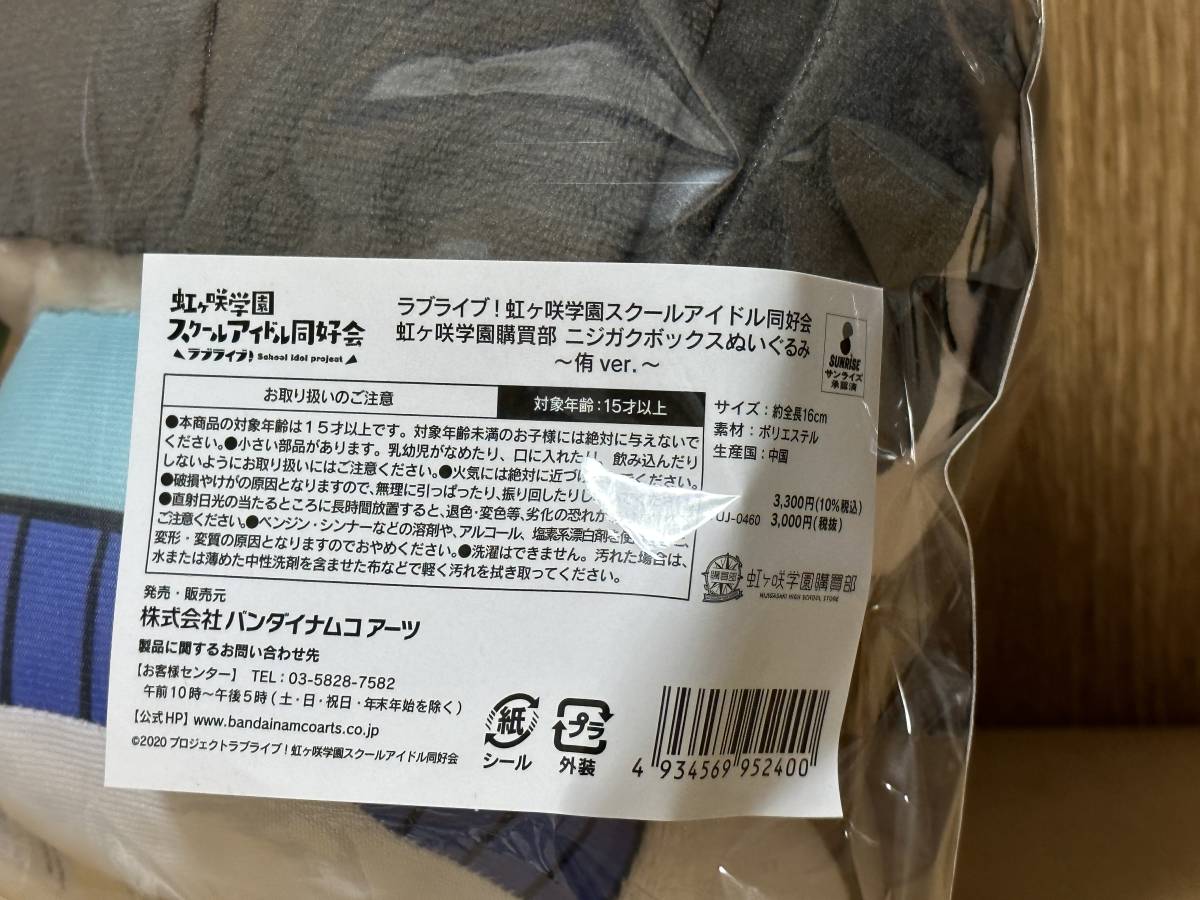 虹ヶ咲学園
スクールアイドル同好会
ラブライブ! School idol project
ラブライブ!虹ヶ咲学園スクールアイドル同好会
虹ヶ咲学園購買部 ニジガクボックスぬいぐるみ
～侑 ver.～
SUNRISE
サンライズ
承認済
お取り扱いのご注意
対象年齢:15才以上
●本商品の対象年齢は15才以上です。対象年齢未満のお子様には絶対に与えないで
ください。●小さい部品があります。乳幼児がなめたり、口に入れたり、飲み込んだり
しないようにお取り扱いにはご注意ください。●火気には絶対に近づけ でください。
●破損やけがの原因となりますので、無理に引っぱったり、振り回したりし
●直射日光の当たるところに長時間放置すると、退色・変色等、劣化の恐れが
ご注意ください。●ベンジン・シンナーなどの溶剤や、アルコール、塩素系漂白剤を使
変形・変質の原因となりますのでおやめください。●洗濯はできません。汚れた場合は、
水または薄めた中性洗剤を含ませた布などで軽く汚れを拭き取ってください。
サイズ:約全長16cm
素材:ポリエステル
生産国:中国
3,300円(10%税込)
UJ-0460 3,000円(税抜)
購買部
虹ヶ咲学園購買部
NIJIGASAKI HIGH SCHOOL STORE
発売・販売元
株式会社 バンダイナムコ アーツ
製品に関するお問い合わせ先
【お客様センター】 TEL:03-5828-7582
午前10時～午後5時(土・日・祝日・年末年始を除く)
【公式HP】www.bandainamcoarts.co.jp
©2020 プロジェクトラブライブ!虹ヶ咲学園スクールアイドル同好会
紙
シール
プラ
外装
4 934569 952400